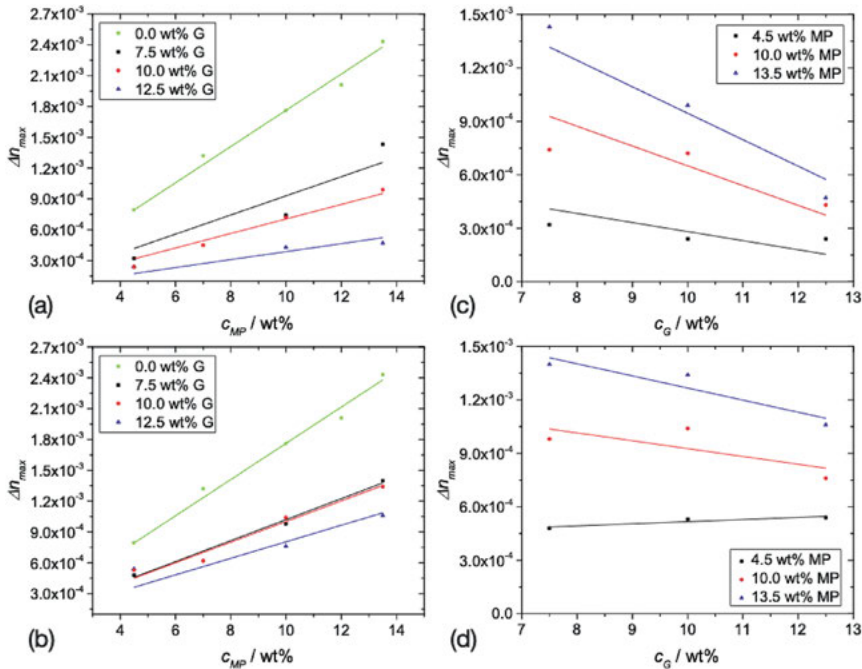 2.7x10⁻³
2.4x10⁻³
2.1x10⁻³
1.8x10⁻³
1.5x10⁻³
1.2x10⁻³
9.0x10⁻⁴
6.0x10⁻⁴
3.0x10⁻⁴
Δn_max
0.0 wt% G
7.5 wt% G
10.0 wt% G
12.5 wt% G
4 6 8 10 12 14
(a)
c_MP / wt%
1.5x10⁻³
1.2x10⁻³
9.0x10⁻⁴
6.0x10⁻⁴
3.0x10⁻⁴
0.0
Δn_max
4.5 wt% MP
10.0 wt% MP
13.5 wt% MP
7 8 9 10 11 12 13
(c)
c_G / wt%
2.7x10⁻³
2.4x10⁻³
2.1x10⁻³
1.8x10⁻³
1.5x10⁻³
1.2x10⁻³
9.0x10⁻⁴
6.0x10⁻⁴
3.0x10⁻⁴
Δn_max
0.0 wt% G
7.5 wt% G
10.0 wt% G
12.5 wt% G
4 6 8 10 12 14
(b)
c_MP / wt%
1.5x10⁻³
1.2x10⁻³
9.0x10⁻⁴
6.0x10⁻⁴
3.0x10⁻⁴
0.0
Δn_max
4.5 wt% MP
10.0 wt% MP
13.5 wt% MP
7 8 9 10 11 12 13
(d)
c_G / wt%